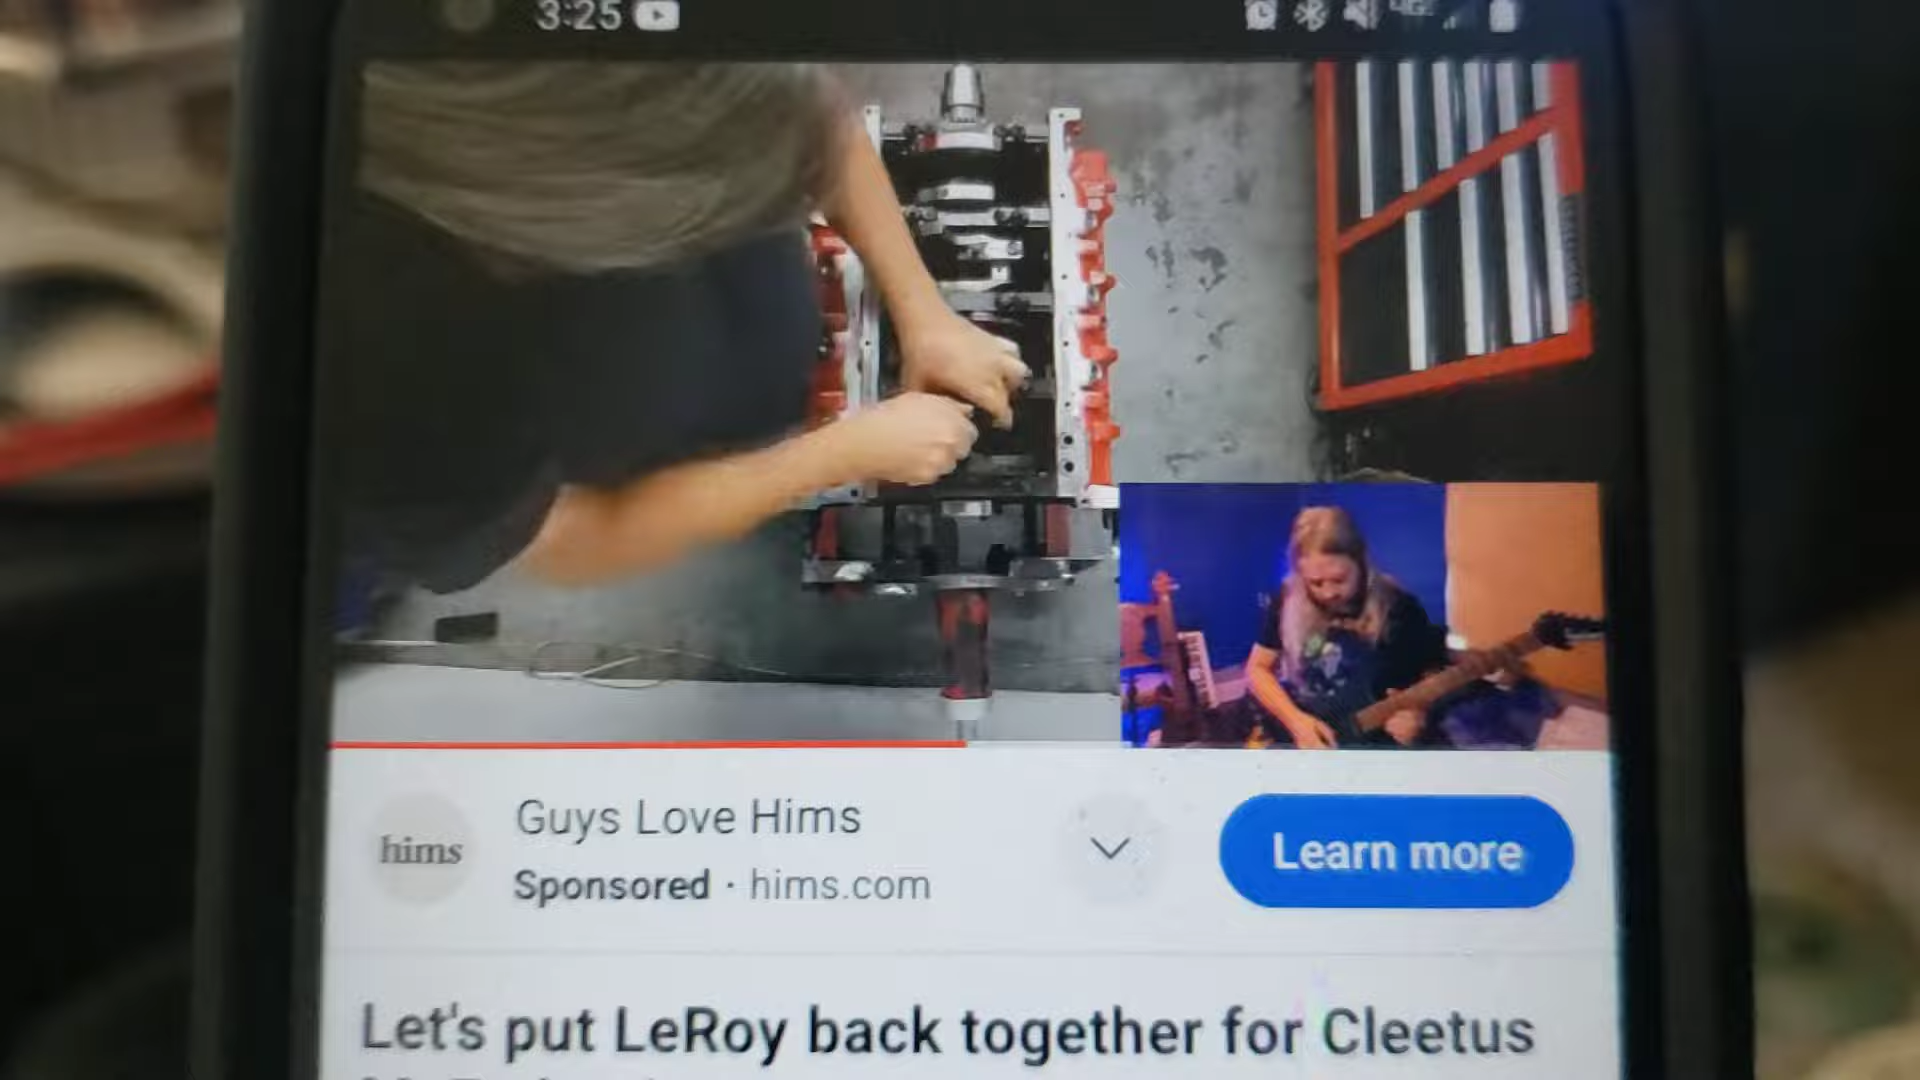 3:25
Guys Love Hims
hims
Sponsored · hims.com
Learn more
Let's put LeRoy back together for Cleetus